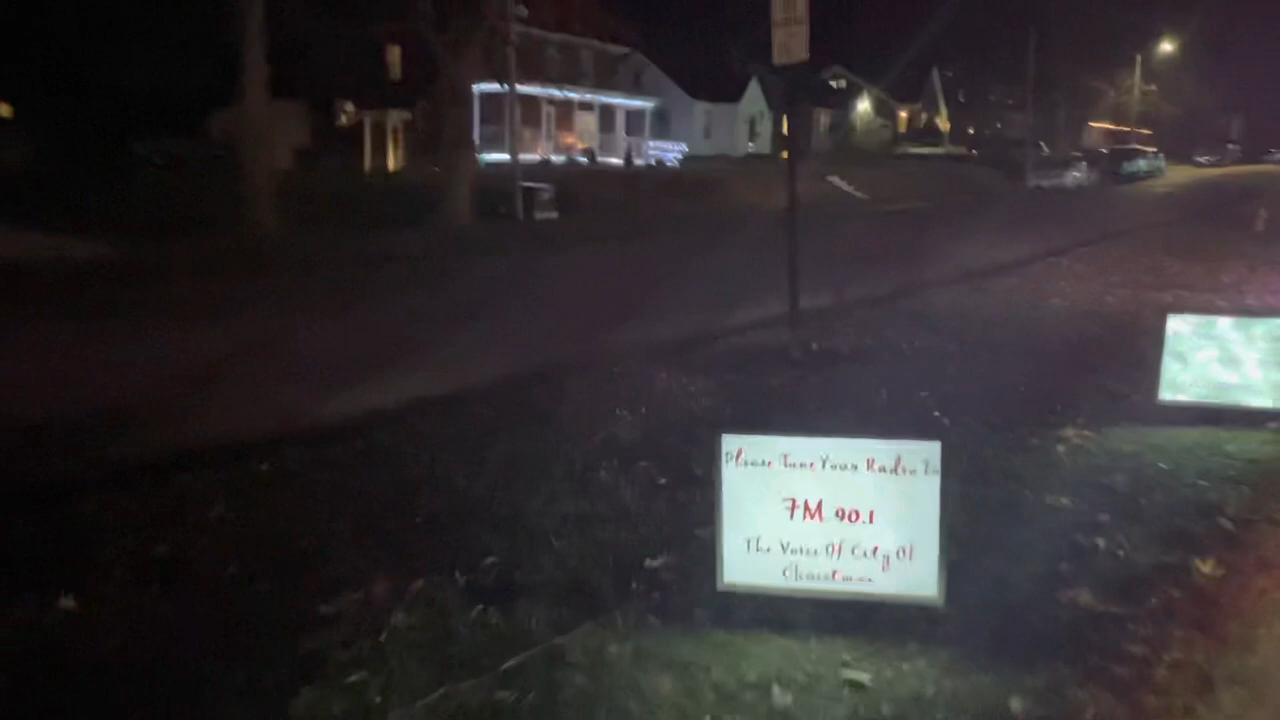 Please Tune Your Radio To
FM 90.1
The Voice Of City Of
Christmas